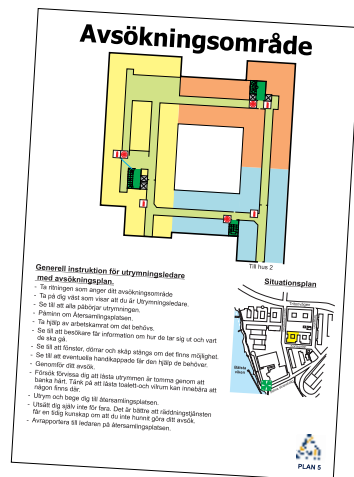 Avsökningsområde
Till hus 2
Generell instruktion för utrymningsledare
med avsökningsplan.
- Ta ritningen som anger ditt avsökningsområde
- Ta på dig väst som visar att du är Utrymningsledare.
- Se till att alla påbörjar utrymningen.
- Påminn om Återsamlingsplatsen.
- Ta hjälp av arbetskamrat om det behövs.
- Se till att besökare får information om hur de tar sig ut och vart
de ska gå.
- Se till att fönster, dörrar och skåp stängs om det finns möjlighet.
- Se till att eventuella handikappade får den hjälp de behöver.
- Genomför ditt avsök.
- Försök förvissa dig att låsta utrymmen är tomma genom att
banka hårt. Tänk på att låsta toalett-och vilrum kan innebära att
någon finns där.
- Utrym och bege dig till återsamlingsplatsen.
- Utsätt dig själv inte för fara. Det är bättre att räddningstjänsten
får en tidig kunskap om att du inte hunnit göra ditt avsök.
- Avrapportera till ledaren på återsamlingsplatsen.
Situationsplan
PLAN 5